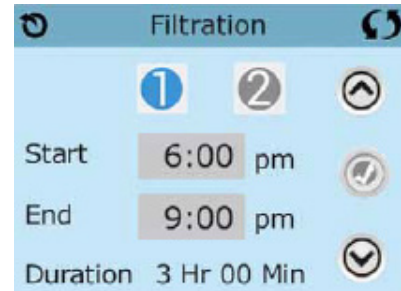 Filtration
1 2
Start 6:00 pm
End 9:00 pm
Duration 3 Hr 00 Min